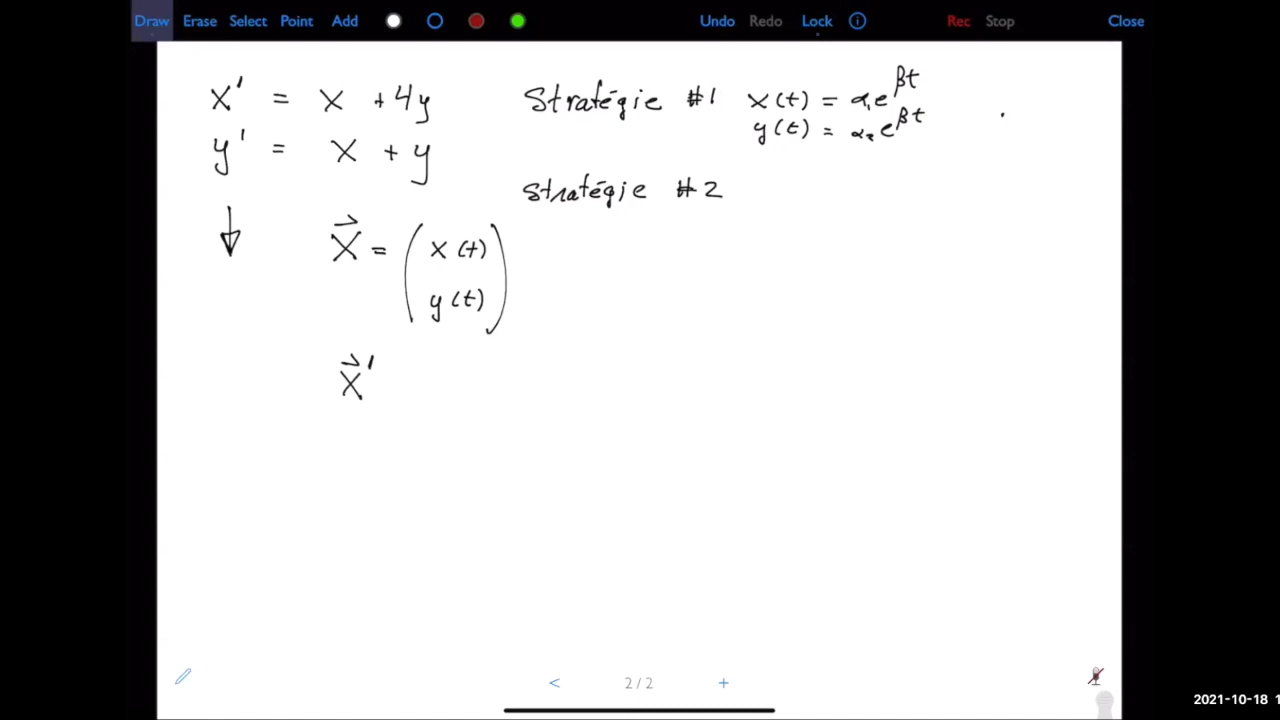 Draw Erase Select Point Add Undo Redo Lock Rec Stop Close
x' = x + 4y
y' = x + y
Stratégie #1 x(t) = α₁e^βt
y(t) = α₂e^βt
Stratégie #2
X⃗ = ( x(t)
y(t) )
X⃗'
< 2 / 2 +
2021-10-18 1